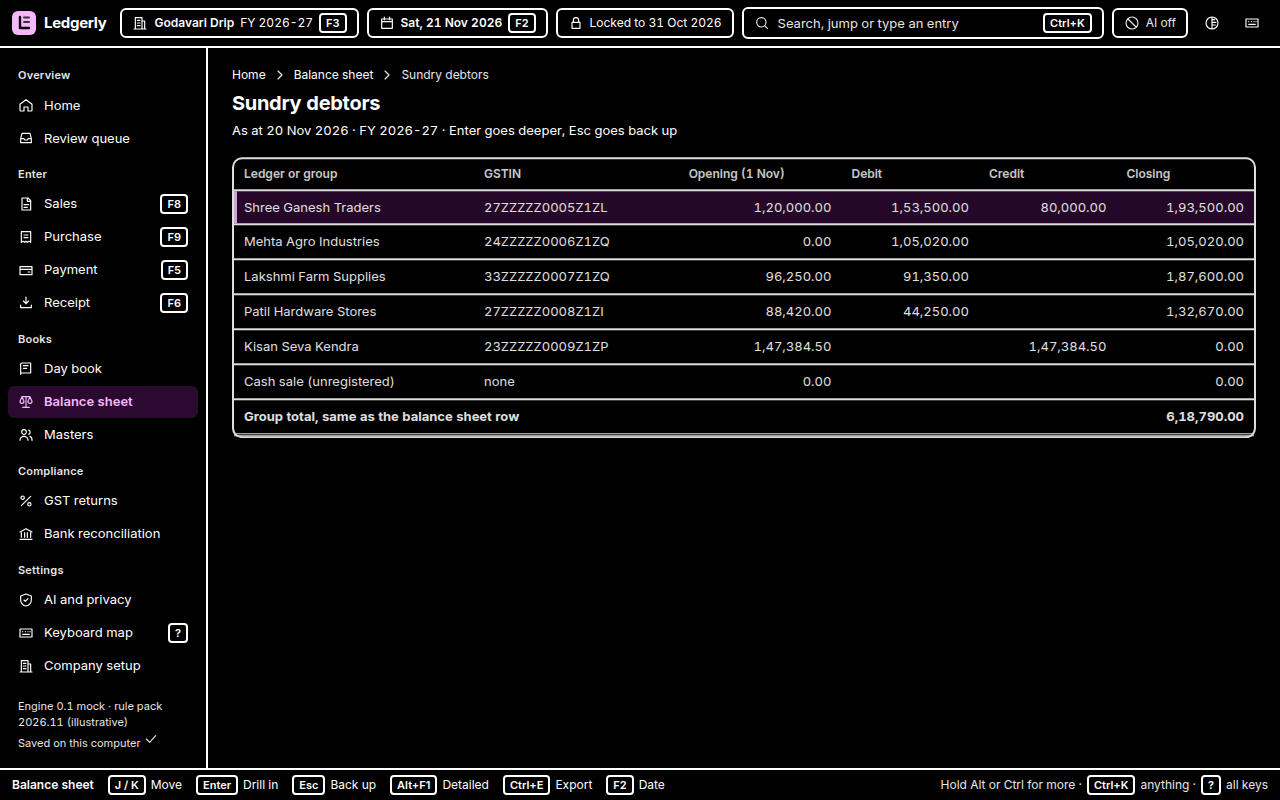 Ledgerly
Godavari Drip FY 2026-27 F3
Sat, 21 Nov 2026 F2
Locked to 31 Oct 2026
Search, jump or type an entry Ctrl+K
AI off
Overview
Home
Review queue
Enter
Sales F8
Purchase F9
Payment F5
Receipt F6
Books
Day book
Balance sheet
Masters
Compliance
GST returns
Bank reconciliation
Settings
AI and privacy
Keyboard map ?
Company setup
Engine 0.1 mock · rule pack
2026.11 (illustrative)
Saved on this computer
Home > Balance sheet > Sundry debtors
Sundry debtors
As at 20 Nov 2026 · FY 2026-27 · Enter goes deeper, Esc goes back up
Ledger or group GSTIN Opening (1 Nov) Debit Credit Closing
Shree Ganesh Traders 27ZZZZZ0005Z1ZL 1,20,000.00 1,53,500.00 80,000.00 1,93,500.00
Mehta Agro Industries 24ZZZZZ0006Z1ZQ 0.00 1,05,020.00 1,05,020.00
Lakshmi Farm Supplies 33ZZZZZ0007Z1ZQ 96,250.00 91,350.00 1,87,600.00
Patil Hardware Stores 27ZZZZZ0008Z1ZI 88,420.00 44,250.00 1,32,670.00
Kisan Seva Kendra 23ZZZZZ0009Z1ZP 1,47,384.50 1,47,384.50 0.00
Cash sale (unregistered) none 0.00 0.00
Group total, same as the balance sheet row 6,18,790.00
Balance sheet J / K Move Enter Drill in Esc Back up Alt+F1 Detailed Ctrl+E Export F2 Date
Hold Alt or Ctrl for more · Ctrl+K anything · ? all keys